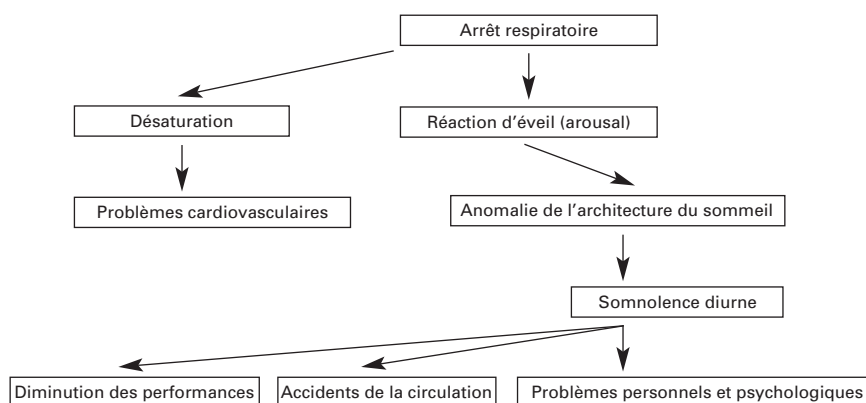 Arrêt respiratoire
Désaturation
Réaction d'éveil (arousal)
Problèmes cardiovasculaires
Anomalie de l'architecture du sommeil
Somnolence diurne
Diminution des performances
Accidents de la circulation
Problèmes personnels et psychologiques